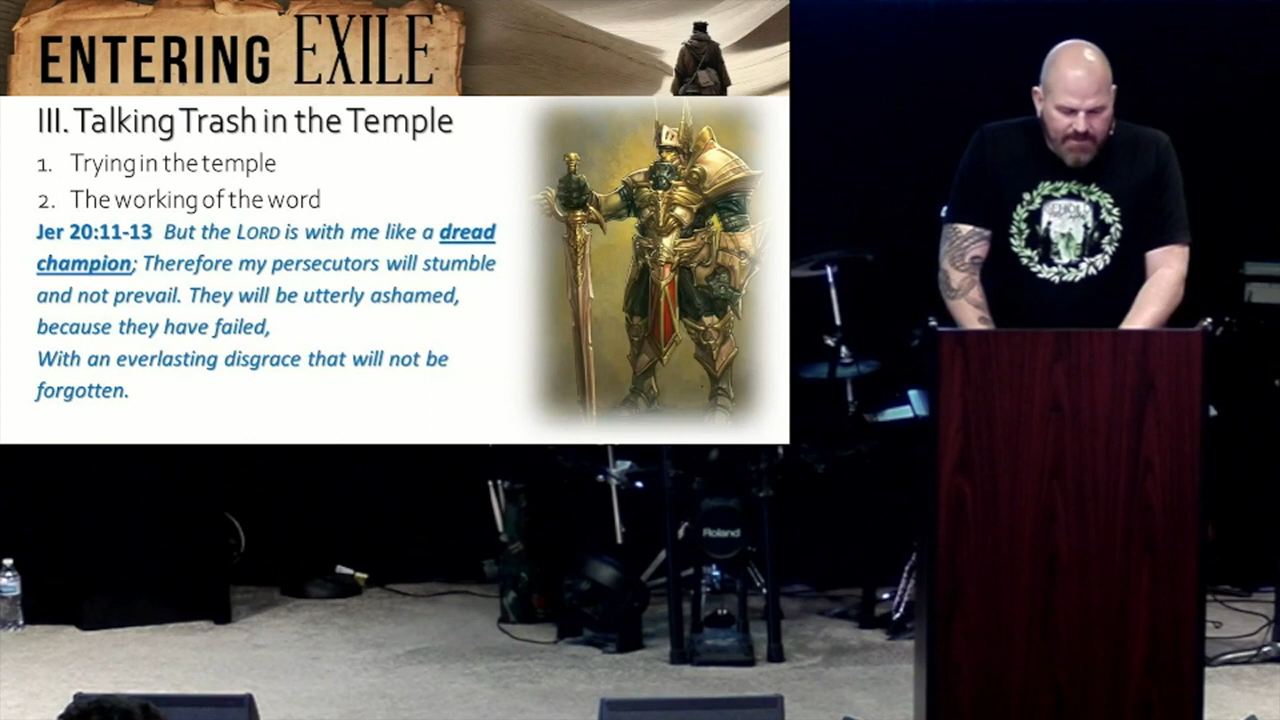 ENTERING EXILE
III. Talking Trash in the Temple
1. Trying in the temple
2. The working of the word
Jer 20:11-13 But the LORD is with me like a dread
champion; Therefore my persecutors will stumble
and not prevail. They will be utterly ashamed,
because they have failed,
With an everlasting disgrace that will not be
forgotten.
Roland